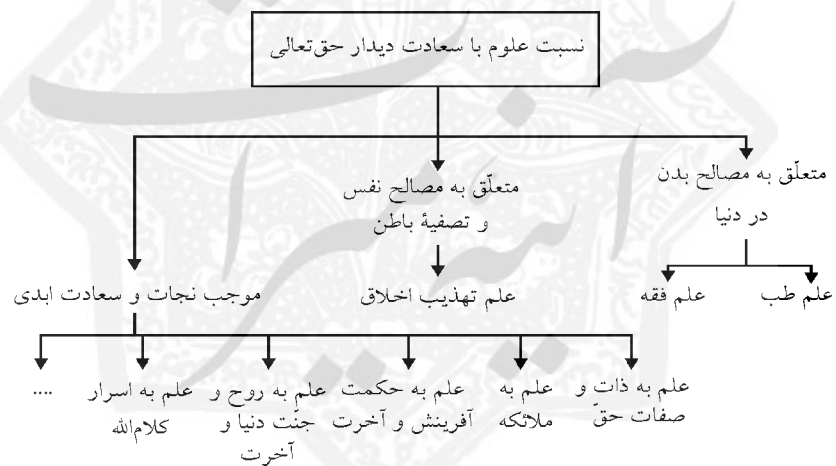 نسبت علوم با سعادت دیدار حق‌تعالی
متعلّق به مصالح بدن
در دنیا
متعلّق به مصالح نفس
و تصفیهٔ باطن
علم طب
علم فقه
علم تهذیب اخلاق
موجب نجات و سعادت ابدی
علم به ذات و
صفات حقّ
علم به
ملائکه
علم به حکمت
آفرینش و آخرت
علم به روح و
جنّت دنیا و
آخرت
علم به اسرار
کلام‌الله
....